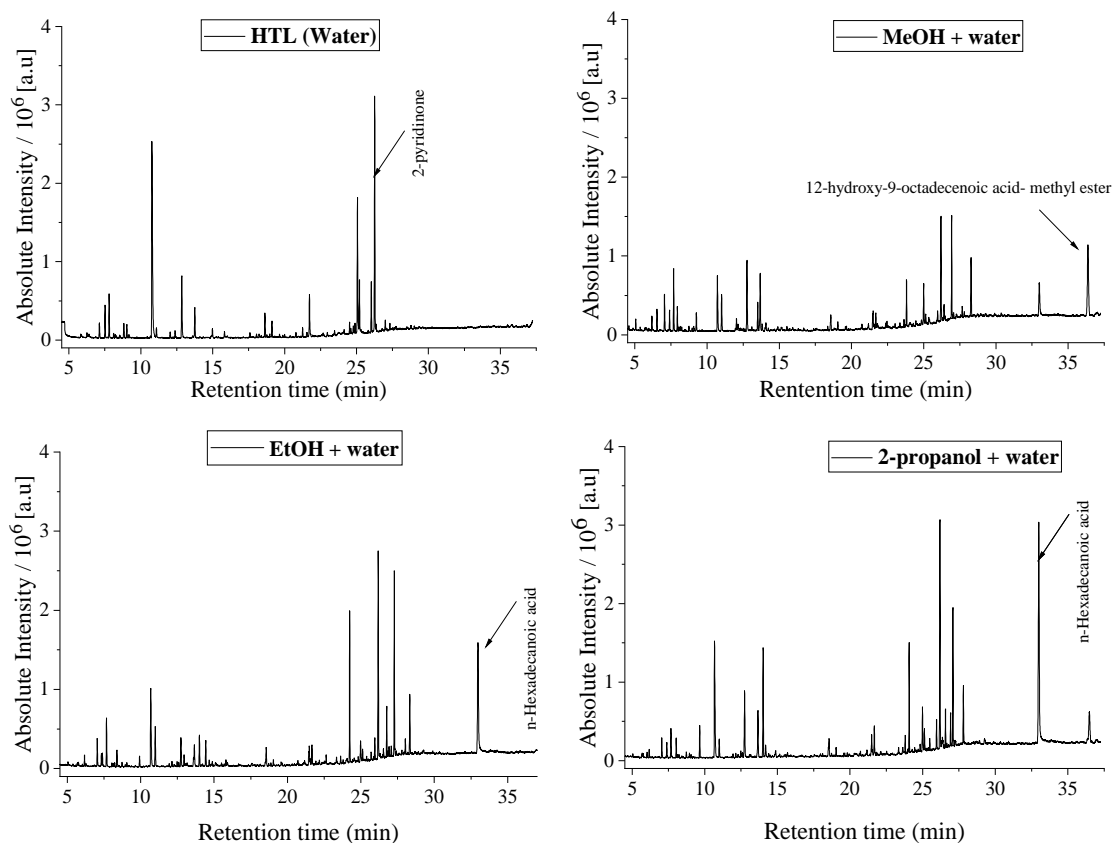 HTL (Water)
4
3
2
1
0
Absolute Intensity / 10^6 [a.u]
2-pyridinone
5 10 15 20 25 30 35
Retention time (min)
MeOH + water
4
3
2
1
0
Absolute Intensity / 10^6 [a.u]
12-hydroxy-9-octadecenoic acid- methyl ester
5 10 15 20 25 30 35
Rentention time (min)
EtOH + water
4
3
2
1
0
Absolute Intensity / 10^6 [a.u]
n-Hexadecanoic acid
5 10 15 20 25 30 35
Retention time (min)
2-propanol + water
4
3
2
1
0
Absolute Intensity / 10^6 [a.u]
n-Hexadecanoic acid
5 10 15 20 25 30 35
Retention time (min)